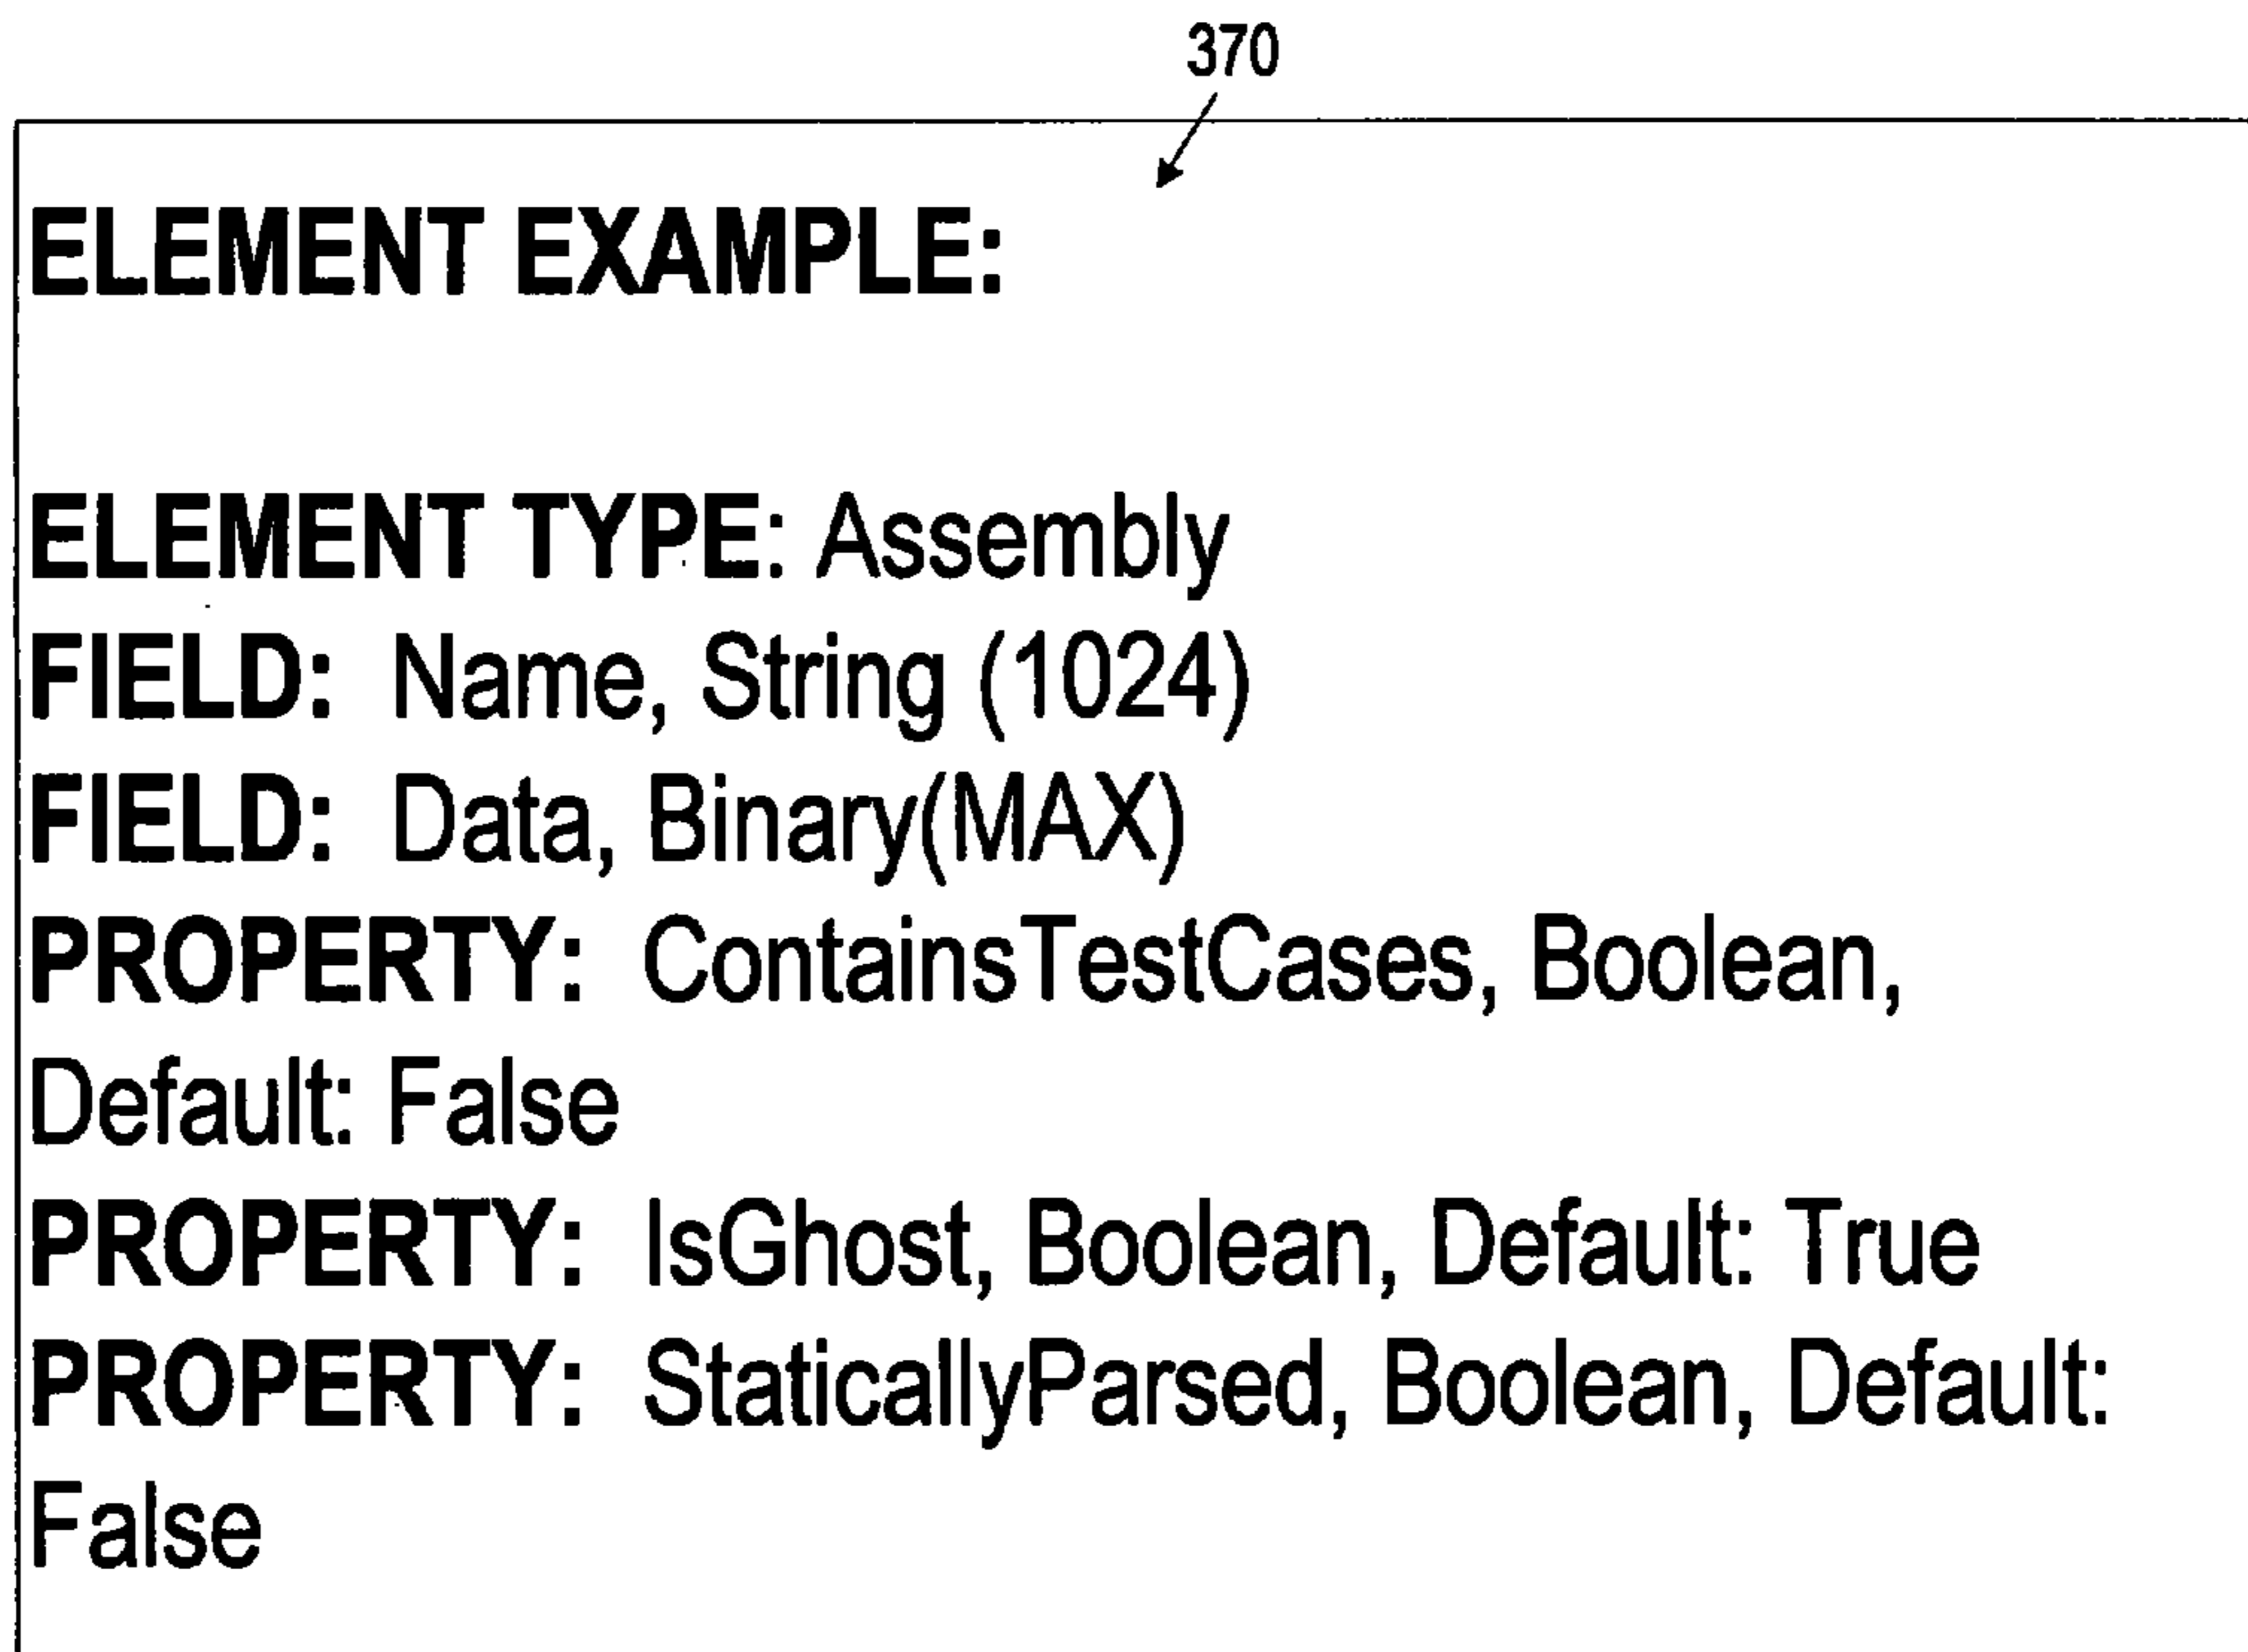 370
ELEMENT EXAMPLE:
ELEMENT TYPE: Assembly
FIELD: Name, String (1024)
FIELD: Data, Binary(MAX)
PROPERTY: ContainsTestCases, Boolean,
Default: False
PROPERTY: IsGhost, Boolean, Default: True
PROPERTY: StaticallyParsed, Boolean, Default:
False